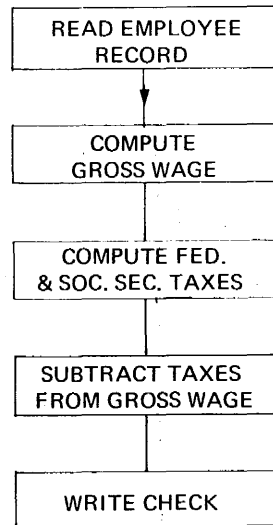 READ EMPLOYEE
RECORD
COMPUTE
GROSS WAGE
COMPUTE FED.
& SOC. SEC. TAXES
SUBTRACT TAXES
FROM GROSS WAGE
WRITE CHECK